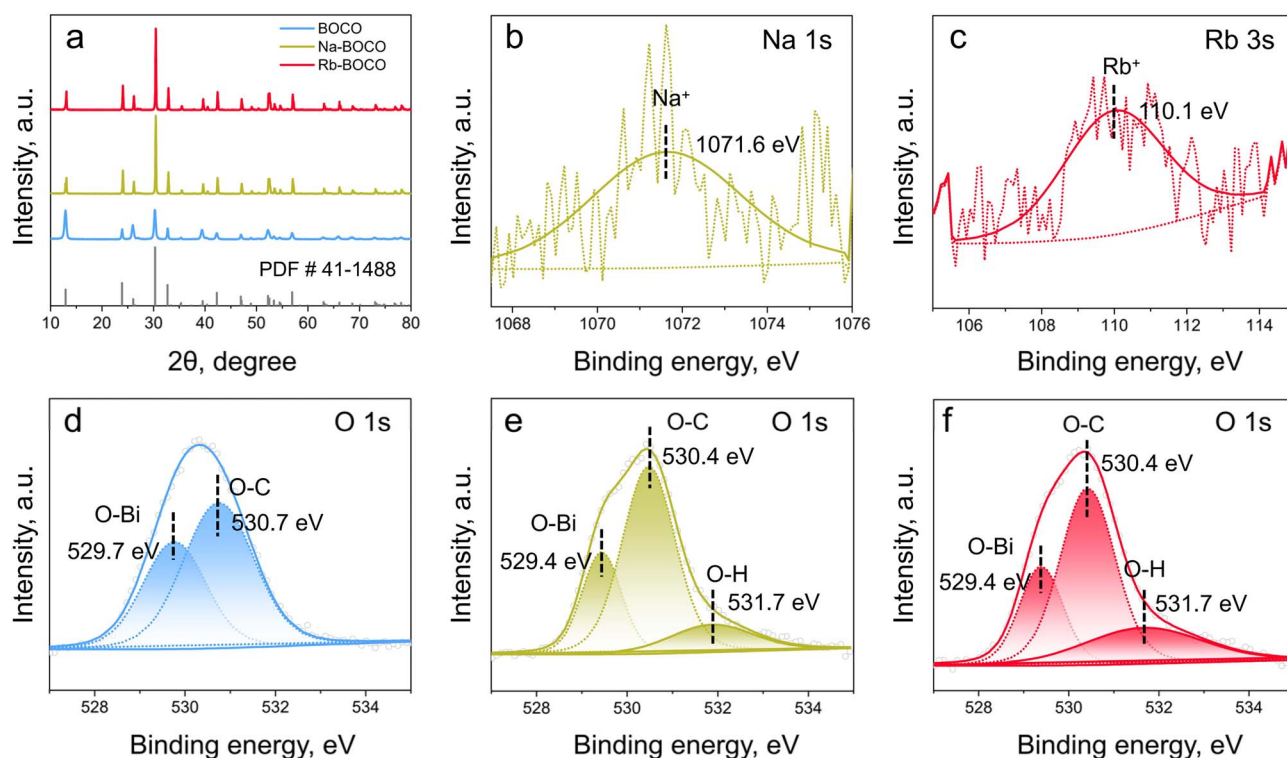 a
BOCO
Na-BOCO
Rb-BOCO
PDF # 41-1488
Intensity, a.u.
10 20 30 40 50 60 70 80
2θ, degree
b
Na 1s
Na⁺
1071.6 eV
Intensity, a.u.
1068 1070 1072 1074 1076
Binding energy, eV
c
Rb 3s
Rb⁺
110.1 eV
Intensity, a.u.
106 108 110 112 114
Binding energy, eV
d
O 1s
O-C
530.7 eV
O-Bi
529.7 eV
Intensity, a.u.
528 530 532 534
Binding energy, eV
e
O 1s
O-C
530.4 eV
O-Bi
529.4 eV
O-H
531.7 eV
Intensity, a.u.
528 530 532 534
Binding energy, eV
f
O 1s
O-C
530.4 eV
O-Bi
529.4 eV
O-H
531.7 eV
Intensity, a.u.
528 530 532 534
Binding energy, eV